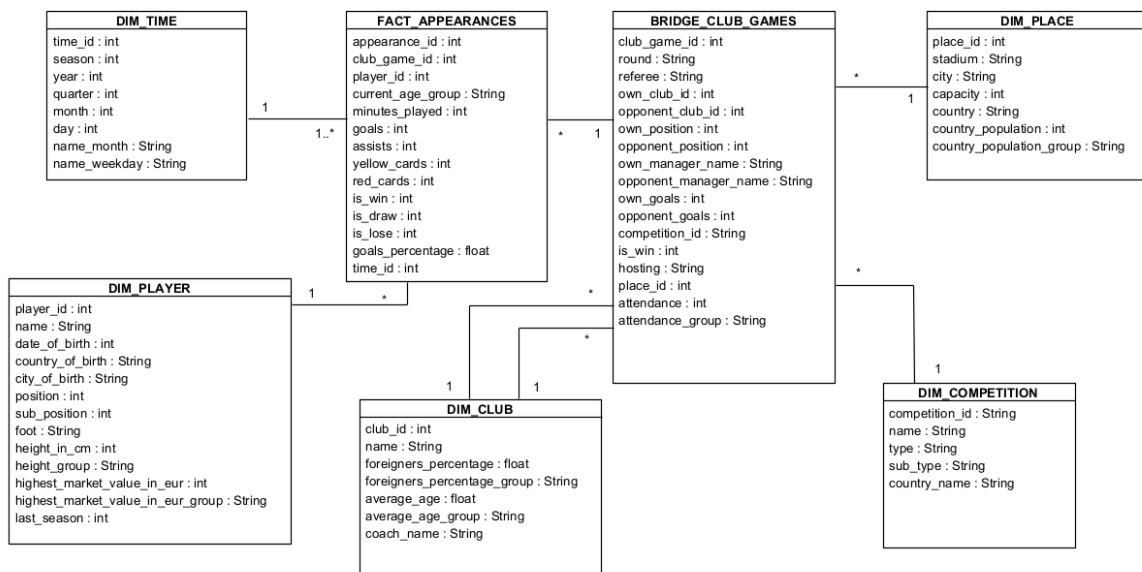 DIM_TIME
time_id : int
season : int
year : int
quarter : int
month : int
day : int
name_month : String
name_weekday : String
1
1..*
FACT_APPEARANCES
appearance_id : int
club_game_id : int
player_id : int
current_age_group : String
minutes_played : int
goals : int
assists : int
yellow_cards : int
red_cards : int
is_win : int
is_draw : int
is_lose : int
goals_percentage : float
time_id : int
*
1
BRIDGE_CLUB_GAMES
club_game_id : int
round : String
referee : String
own_club_id : int
opponent_club_id : int
own_position : int
opponent_position : int
own_manager_name : String
opponent_manager_name : String
own_goals : int
opponent_goals : int
competition_id : String
is_win : int
hosting : String
place_id : int
attendance : int
attendance_group : String
*
1
DIM_PLACE
place_id : int
stadium : String
city : String
capacity : int
country : String
country_population : int
country_population_group : String
DIM_PLAYER
player_id : int
name : String
date_of_birth : int
country_of_birth : String
city_of_birth : String
position : int
sub_position : int
foot : String
height_in_cm : int
height_group : String
highest_market_value_in_eur : int
highest_market_value_in_eur_group : String
last_season : int
1
*
*
*
1
1
DIM_CLUB
club_id : int
name : String
foreigners_percentage : float
foreigners_percentage_group : String
average_age : float
average_age_group : String
coach_name : String
*
1
DIM_COMPETITION
competition_id : String
name : String
type : String
sub_type : String
country_name : String